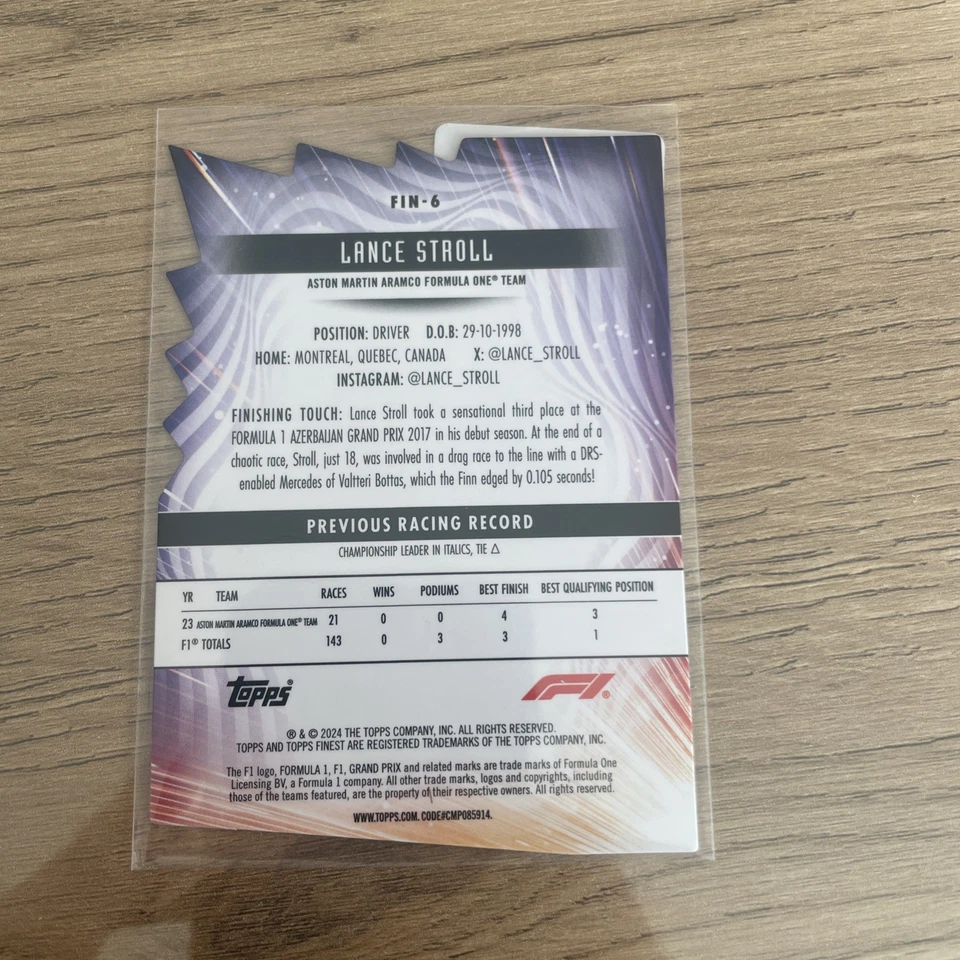 FIN-6
LANCE STROLL
ASTON MARTIN ARAMCO FORMULA ONE® TEAM
POSITION: DRIVER D.O.B: 29-10-1998
HOME: MONTREAL, QUEBEC, CANADA X: @LANCE_STROLL
INSTAGRAM: @LANCE_STROLL
FINISHING TOUCH: Lance Stroll took a sensational third place at the
FORMULA 1 AZERBAIJAN GRAND PRIX 2017 in his debut season. At the end of a
chaotic race, Stroll, just 18, was involved in a drag race to the line with a DRS-
enabled Mercedes of Valtteri Bottas, which the Finn edged by 0.105 seconds!
PREVIOUS RACING RECORD
CHAMPIONSHIP LEADER IN ITALICS, TIE △
YR TEAM RACES WINS PODIUMS BEST FINISH BEST QUALIFYING POSITION
23 ASTON MARTIN ARAMCO FORMULA ONE® TEAM 21 0 0 4 3
F1® TOTALS 143 0 3 3 1
Topps® F1®
® & © 2024 THE TOPPS COMPANY, INC. ALL RIGHTS RESERVED.
TOPPS AND TOPPS FINEST ARE REGISTERED TRADEMARKS OF THE TOPPS COMPANY, INC.
The F1 logo, FORMULA 1, F1, GRAND PRIX and related marks are trade marks of Formula One
Licensing BV, a Formula 1 company. All other trade marks, logos and copyrights, including
those of the teams featured, are the property of their respective owners. All rights reserved.
WWW.TOPPS.COM. CODE#CMP085914.